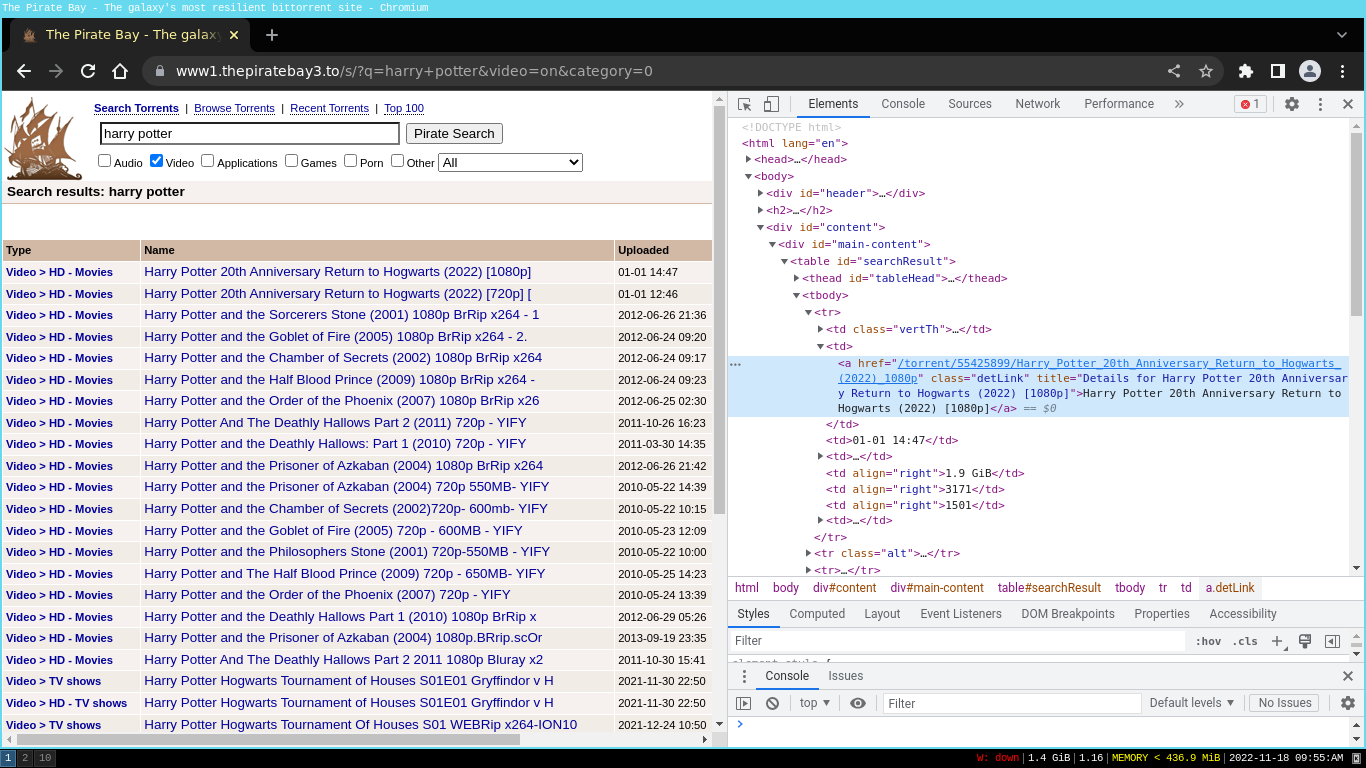 The Pirate Bay - The galaxy's most resilient bittorrent site - Chromium
The Pirate Bay - The galaxy
www1.thepiratebay3.to/s/?q=harry+potter&video=on&category=0
Search Torrents | Browse Torrents | Recent Torrents | Top 100
harry potter Pirate Search
Audio Video Applications Games Porn Other All
Search results: harry potter
Type Name Uploaded
Video > HD - Movies Harry Potter 20th Anniversary Return to Hogwarts (2022) [1080p] 01-01 14:47
Video > HD - Movies Harry Potter 20th Anniversary Return to Hogwarts (2022) [720p] [ 01-01 12:46
Video > HD - Movies Harry Potter and the Sorcerers Stone (2001) 1080p BrRip x264 - 1 2012-06-26 21:36
Video > HD - Movies Harry Potter and the Goblet of Fire (2005) 1080p BrRip x264 - 2. 2012-06-24 09:20
Video > HD - Movies Harry Potter and the Chamber of Secrets (2002) 1080p BrRip x264 2012-06-24 09:17
Video > HD - Movies Harry Potter and the Half Blood Prince (2009) 1080p BrRip x264 - 2012-06-24 09:23
Video > HD - Movies Harry Potter and the Order of the Phoenix (2007) 1080p BrRip x26 2012-06-25 02:30
Video > HD - Movies Harry Potter And The Deathly Hallows Part 2 (2011) 720p - YIFY 2011-10-26 16:23
Video > HD - Movies Harry Potter and the Deathly Hallows: Part 1 (2010) 720p - YIFY 2011-03-30 14:35
Video > HD - Movies Harry Potter and the Prisoner of Azkaban (2004) 1080p BrRip x264 2012-06-26 21:42
Video > HD - Movies Harry Potter and the Prisoner of Azkaban (2004) 720p 550MB- YIFY 2010-05-22 14:39
Video > HD - Movies Harry Potter and the Chamber of Secrets (2002)720p- 600mb- YIFY 2010-05-22 10:15
Video > HD - Movies Harry Potter and the Goblet of Fire (2005) 720p - 600MB - YIFY 2010-05-23 12:09
Video > HD - Movies Harry Potter and the Philosophers Stone (2001) 720p-550MB - YIFY 2010-05-22 10:00
Video > HD - Movies Harry Potter and The Half Blood Prince (2009) 720p - 650MB- YIFY 2010-05-25 14:23
Video > HD - Movies Harry Potter and the Order of the Phoenix (2007) 720p - YIFY 2010-05-24 13:39
Video > HD - Movies Harry Potter and the Deathly Hallows Part 1 (2010) 1080p BrRip x 2012-06-29 05:26
Video > HD - Movies Harry Potter and the Prisoner of Azkaban (2004) 1080p.BRrip.scOr 2013-09-19 23:35
Video > HD - Movies Harry Potter And The Deathly Hallows Part 2 2011 1080p Bluray x2 2011-10-30 15:41
Video > TV shows Harry Potter Hogwarts Tournament of Houses S01E01 Gryffindor v H 2021-11-30 22:50
Video > HD - TV shows Harry Potter Hogwarts Tournament of Houses S01E01 Gryffindor v H 2021-11-30 22:50
Video > TV shows Harry Potter Hogwarts Tournament Of Houses S01 WEBRip x264-ION10 2021-12-24 10:50
Elements Console Sources Network Performance » 1
<!DOCTYPE html>
<html lang="en">
<head>…</head>
<body>
<div id="header">…</div>
<h2>…</h2>
<div id="content">
<div id="main-content">
<table id="searchResult">
<thead id="tableHead">…</thead>
<tbody>
<tr>
<td class="vertTh">…</td>
<td>
<a href="/torrent/55425899/Harry_Potter_20th_Anniversary_Return_to_Hogwarts_
(2022)_1080p" class="detLink" title="Details for Harry Potter 20th Anniversar
y Return to Hogwarts (2022) [1080p]">Harry Potter 20th Anniversary Return to
Hogwarts (2022) [1080p]</a> == $0
</td>
<td>01-01 14:47</td>
<td>…</td>
<td align="right">1.9 GiB</td>
<td align="right">3171</td>
<td align="right">1501</td>
<td>…</td>
</tr>
<tr class="alt">…</tr>
<tr>…</tr>
html body div#content div#main-content table#searchResult tbody tr td a.detLink
Styles Computed Layout Event Listeners DOM Breakpoints Properties Accessibility
Filter :hov .cls
Console Issues
top Filter Default levels No Issues
1 2 10 W: down | 1.4 GiB | 1.16 | MEMORY < 436.9 MiB | 2022-11-18 09:55:AM